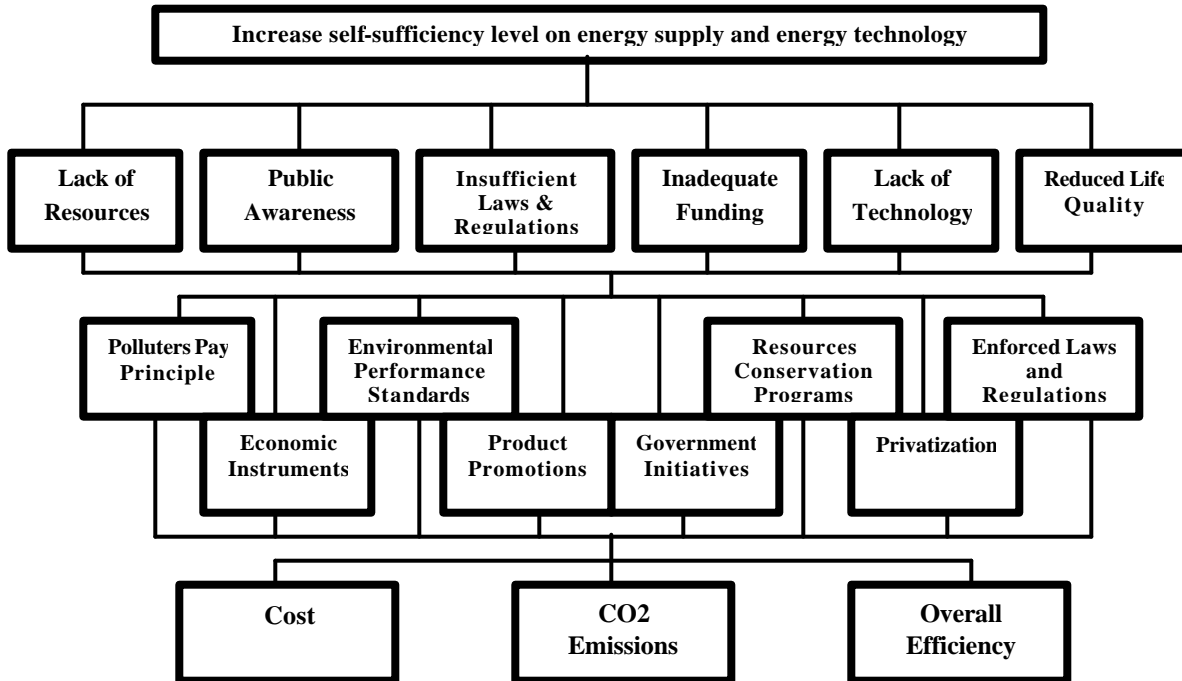 Increase self-sufficiency level on energy supply and energy technology
Lack of
Resources
Public
Awareness
Insufficient
Laws &
Regulations
Inadequate
Funding
Lack of
Technology
Reduced Life
Quality
Polluters Pay
Principle
Environmental
Performance
Standards
Resources
Conservation
Programs
Enforced Laws
and
Regulations
Economic
Instruments
Product
Promotions
Government
Initiatives
Privatization
Cost
CO2
Emissions
Overall
Efficiency